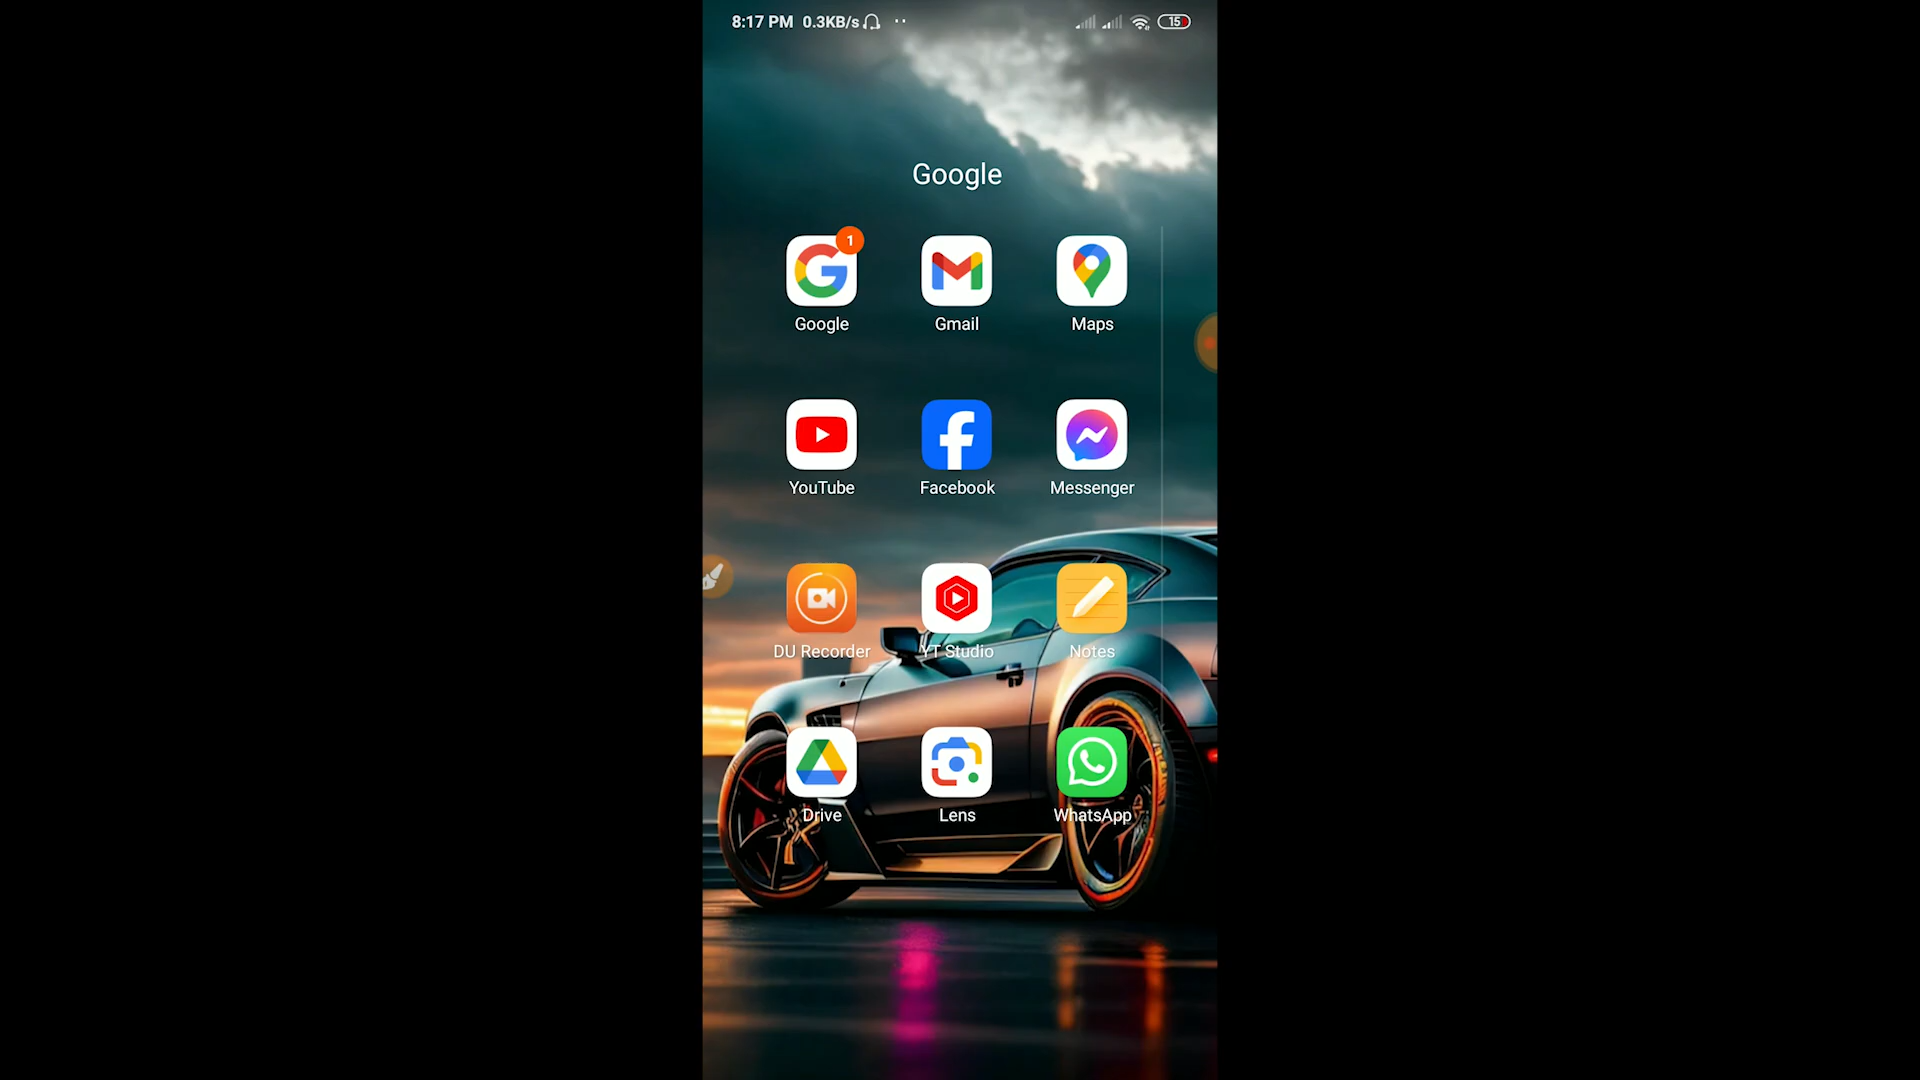 8:17 PM 0.3KB/s 15
Google
1
Google Gmail Maps
YouTube Facebook Messenger
DU Recorder YT Studio Notes
Drive Lens WhatsApp